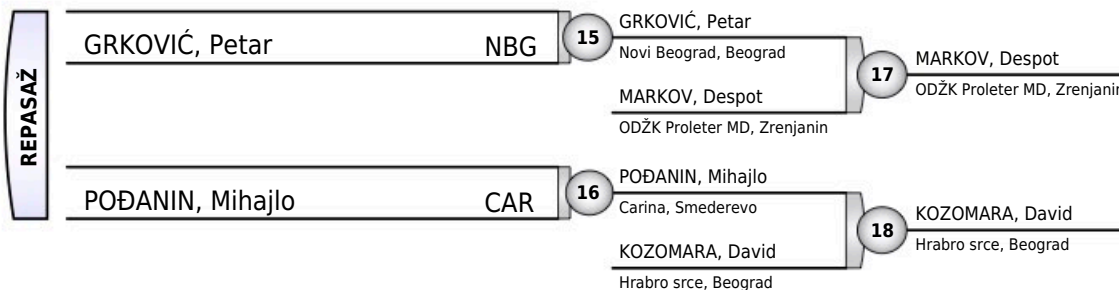 REPASAŽ
GRKOVIĆ, Petar NBG
15
GRKOVIĆ, Petar
Novi Beograd, Beograd
MARKOV, Despot
ODŽK Proleter MD, Zrenjanin
17
MARKOV, Despot
ODŽK Proleter MD, Zrenjanin
POĐANIN, Mihajlo CAR
16
POĐANIN, Mihajlo
Carina, Smederevo
KOZOMARA, David
Hrabro srce, Beograd
18
KOZOMARA, David
Hrabro srce, Beograd